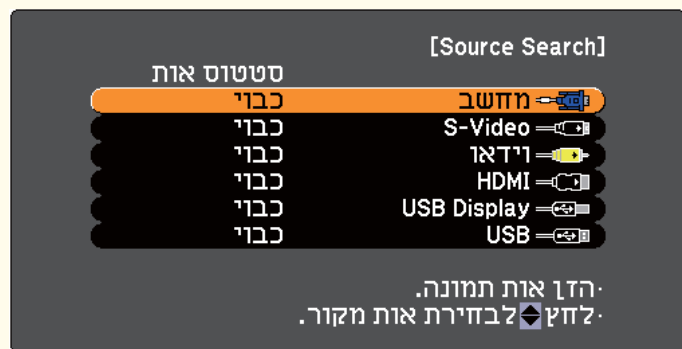 [Source Search]
סטטוס אות
מחשב כבוי
S-Video כבוי
וידאו כבוי
HDMI כבוי
USB Display כבוי
USB כבוי
·הזן אות תמונה.
·לחץ לבחירת אות מקור.